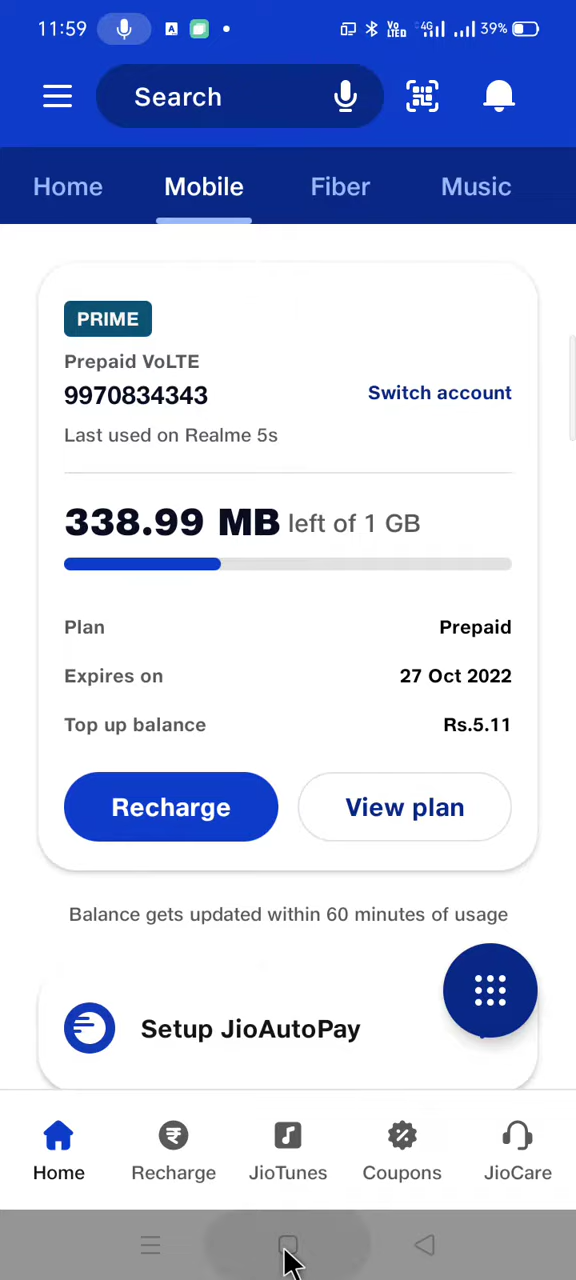 11:59 A VoLTED 4G 39%
Search
Home Mobile Fiber Music
PRIME
Prepaid VoLTE
9970834343 Switch account
Last used on Realme 5s
338.99 MB left of 1 GB
Plan Prepaid
Expires on 27 Oct 2022
Top up balance Rs.5.11
Recharge View plan
Balance gets updated within 60 minutes of usage
Setup JioAutoPay
Home Recharge JioTunes Coupons JioCare